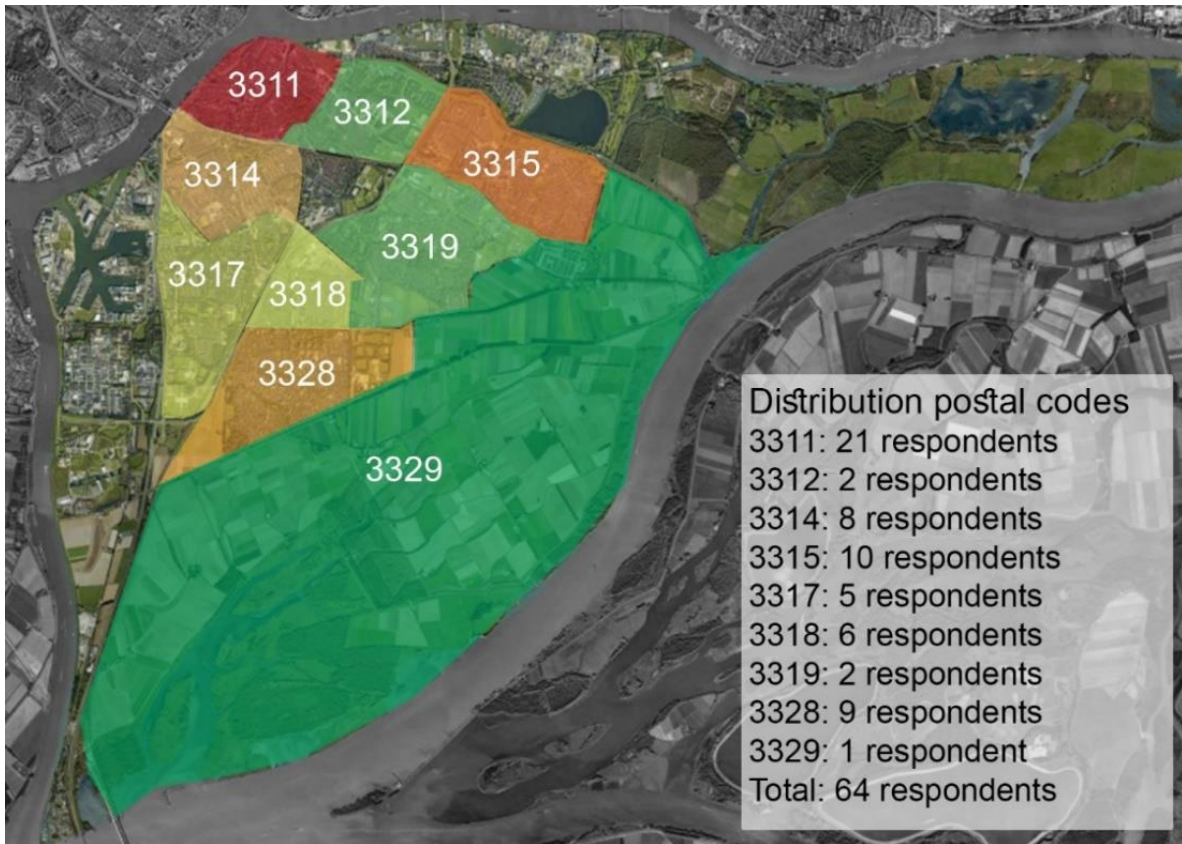 3311
3312
3315
3314
3319
3317
3318
3328
3329
Distribution postal codes
3311: 21 respondents
3312: 2 respondents
3314: 8 respondents
3315: 10 respondents
3317: 5 respondents
3318: 6 respondents
3319: 2 respondents
3328: 9 respondents
3329: 1 respondent
Total: 64 respondents